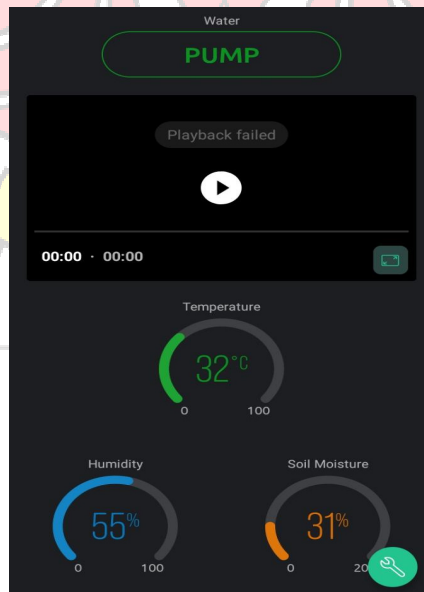 Water
PUMP
Playback failed
00:00 · 00:00
Temperature
32°C
0 100
Humidity Soil Moisture
55% 31%
0 100 0